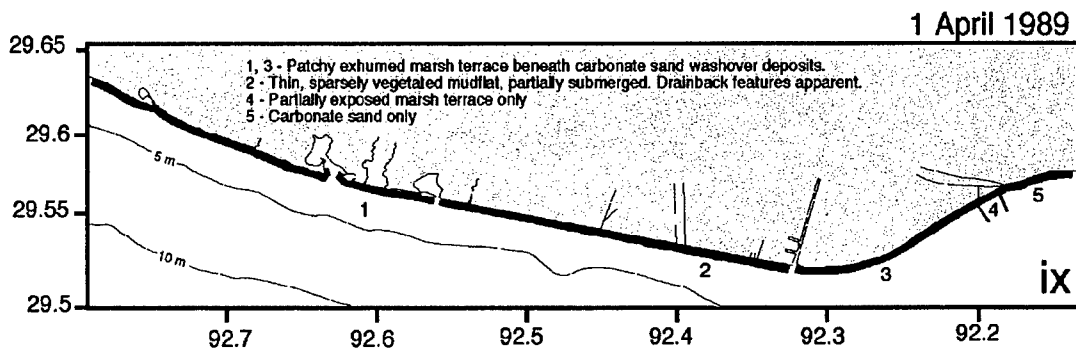 1 April 1989
29.65
1, 3 - Patchy exhumed marsh terrace beneath carbonate sand washover deposits.
2 - Thin, sparsely vegetated mudflat, partially submerged. Drainback features apparent.
4 - Partially exposed marsh terrace only
5 - Carbonate sand only
29.6
5 m
29.55
1
4
5
10 m
2
3
ix
29.5
92.7
92.6
92.5
92.4
92.3
92.2